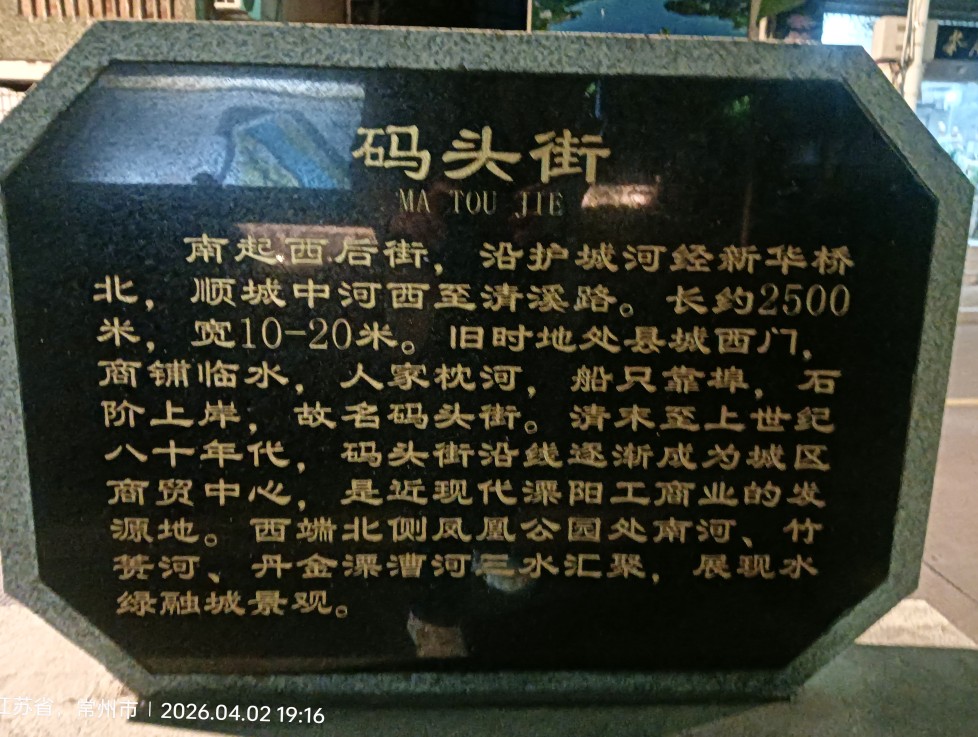 码头街
MA TOU JIE
南起西后街，沿护城河经新华桥
北，顺城中河西至清溪路。长约2500
米，宽10-20米。旧时地处县城西门，
商铺临水，人家枕河，船只靠埠，石
阶上岸，故名码头街。清末至上世纪
八十年代，码头街沿线逐渐成为城区
商贸中心，是近现代溧阳工商业的发
源地。西端北侧凤凰公园处南河、竹
箦河、丹金溧漕河三水汇聚，展现水
绿融城景观。
江苏省，常州市 | 2026.04.02 19:16